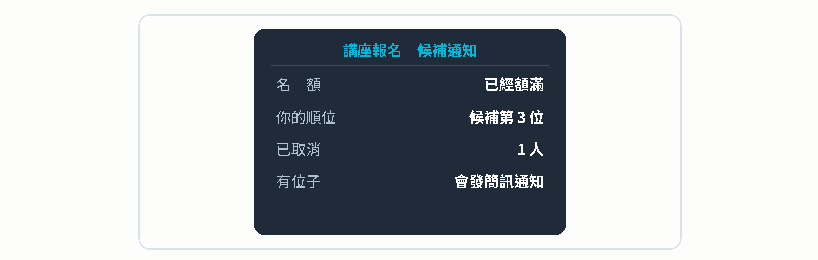 講座報名　候補通知
名　額　已經額滿
你的順位　候補第 3 位
已取消　1 人
有位子　會發簡訊通知